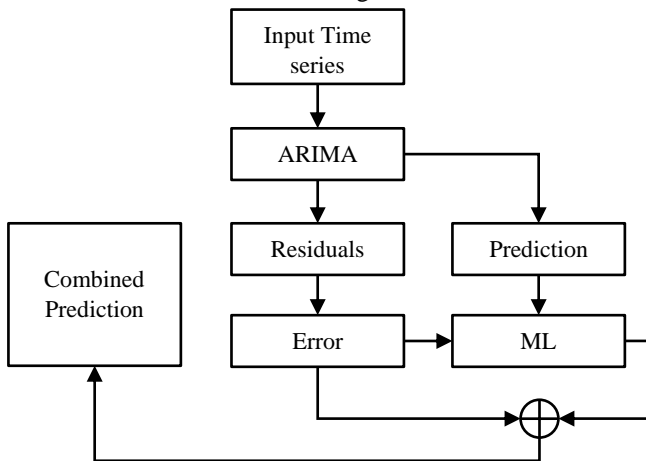 Input Time
series
ARIMA
Residuals
Prediction
Combined
Prediction
Error
ML